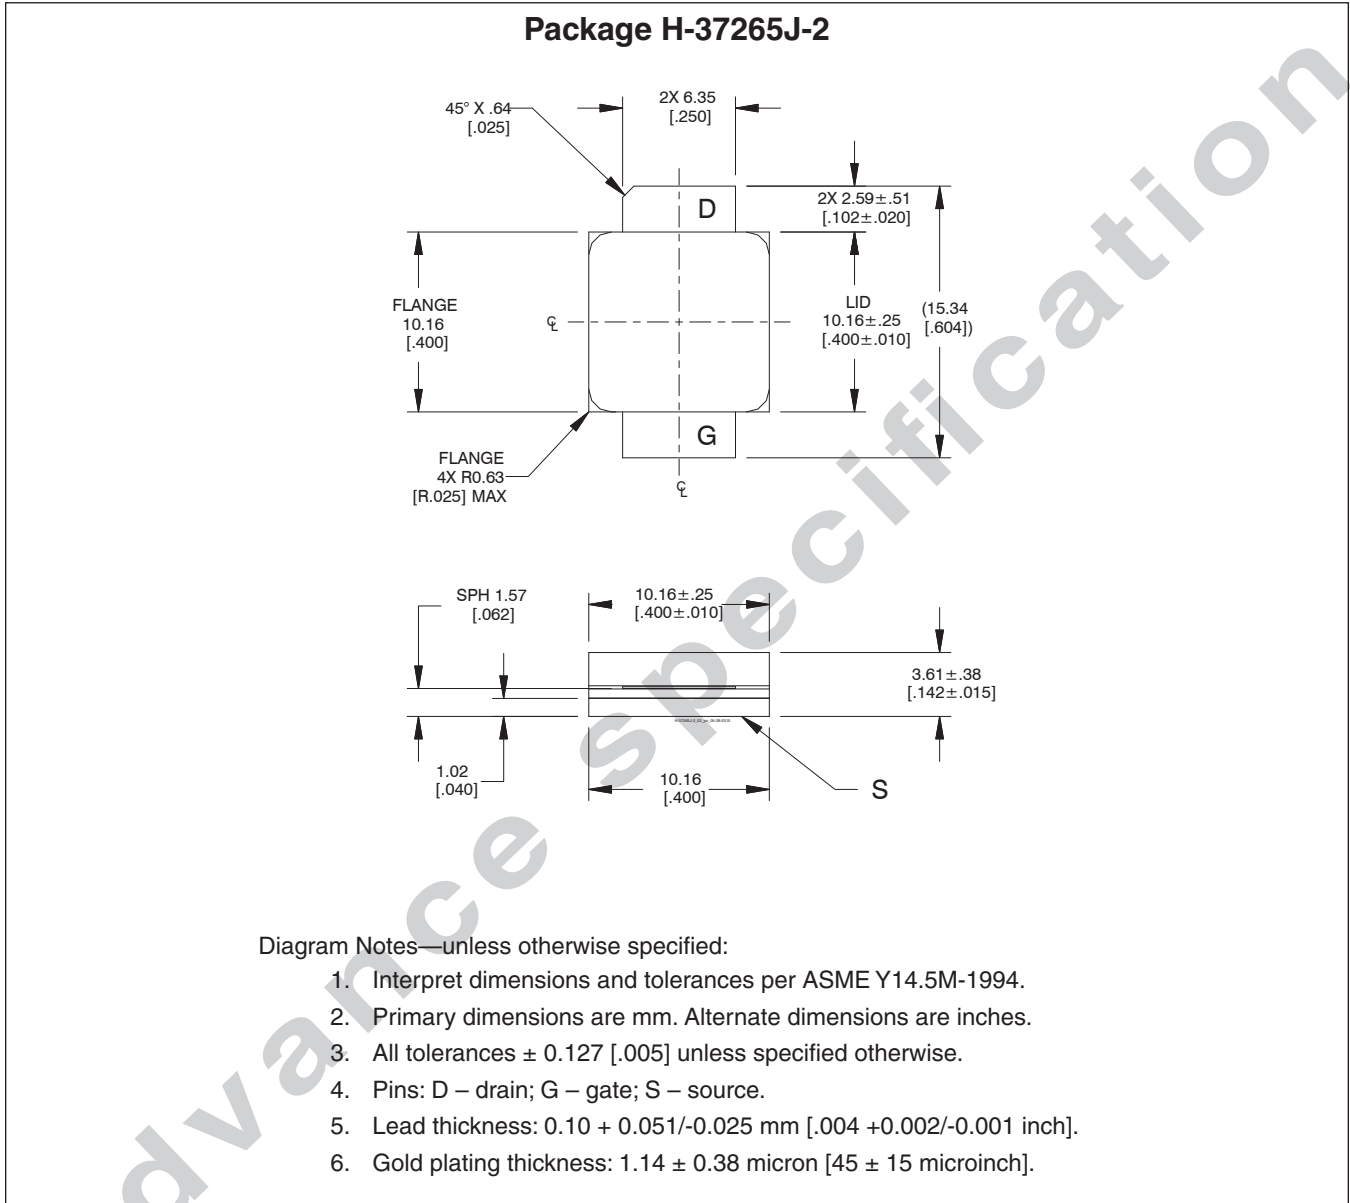 Package H-37265J-2
45° X .64
[.025]
2X 6.35
[.250]
D
2X 2.59±.51
[.102±.020]
FLANGE
10.16
[.400]
CL
LID
10.16±.25
[.400±.010]
(15.34
[.604])
G
FLANGE
4X R0.63
[R.025] MAX
CL
SPH 1.57
[.062]
10.16±.25
[.400±.010]
3.61±.38
[.142±.015]
1.02
[.040]
10.16
[.400]
S
Diagram Notes—unless otherwise specified:
1. Interpret dimensions and tolerances per ASME Y14.5M-1994.
2. Primary dimensions are mm. Alternate dimensions are inches.
3. All tolerances ± 0.127 [.005] unless specified otherwise.
4. Pins: D – drain; G – gate; S – source.
5. Lead thickness: 0.10 + 0.051/-0.025 mm [.004 +0.002/-0.001 inch].
6. Gold plating thickness: 1.14 ± 0.38 micron [45 ± 15 microinch].
dvance specification